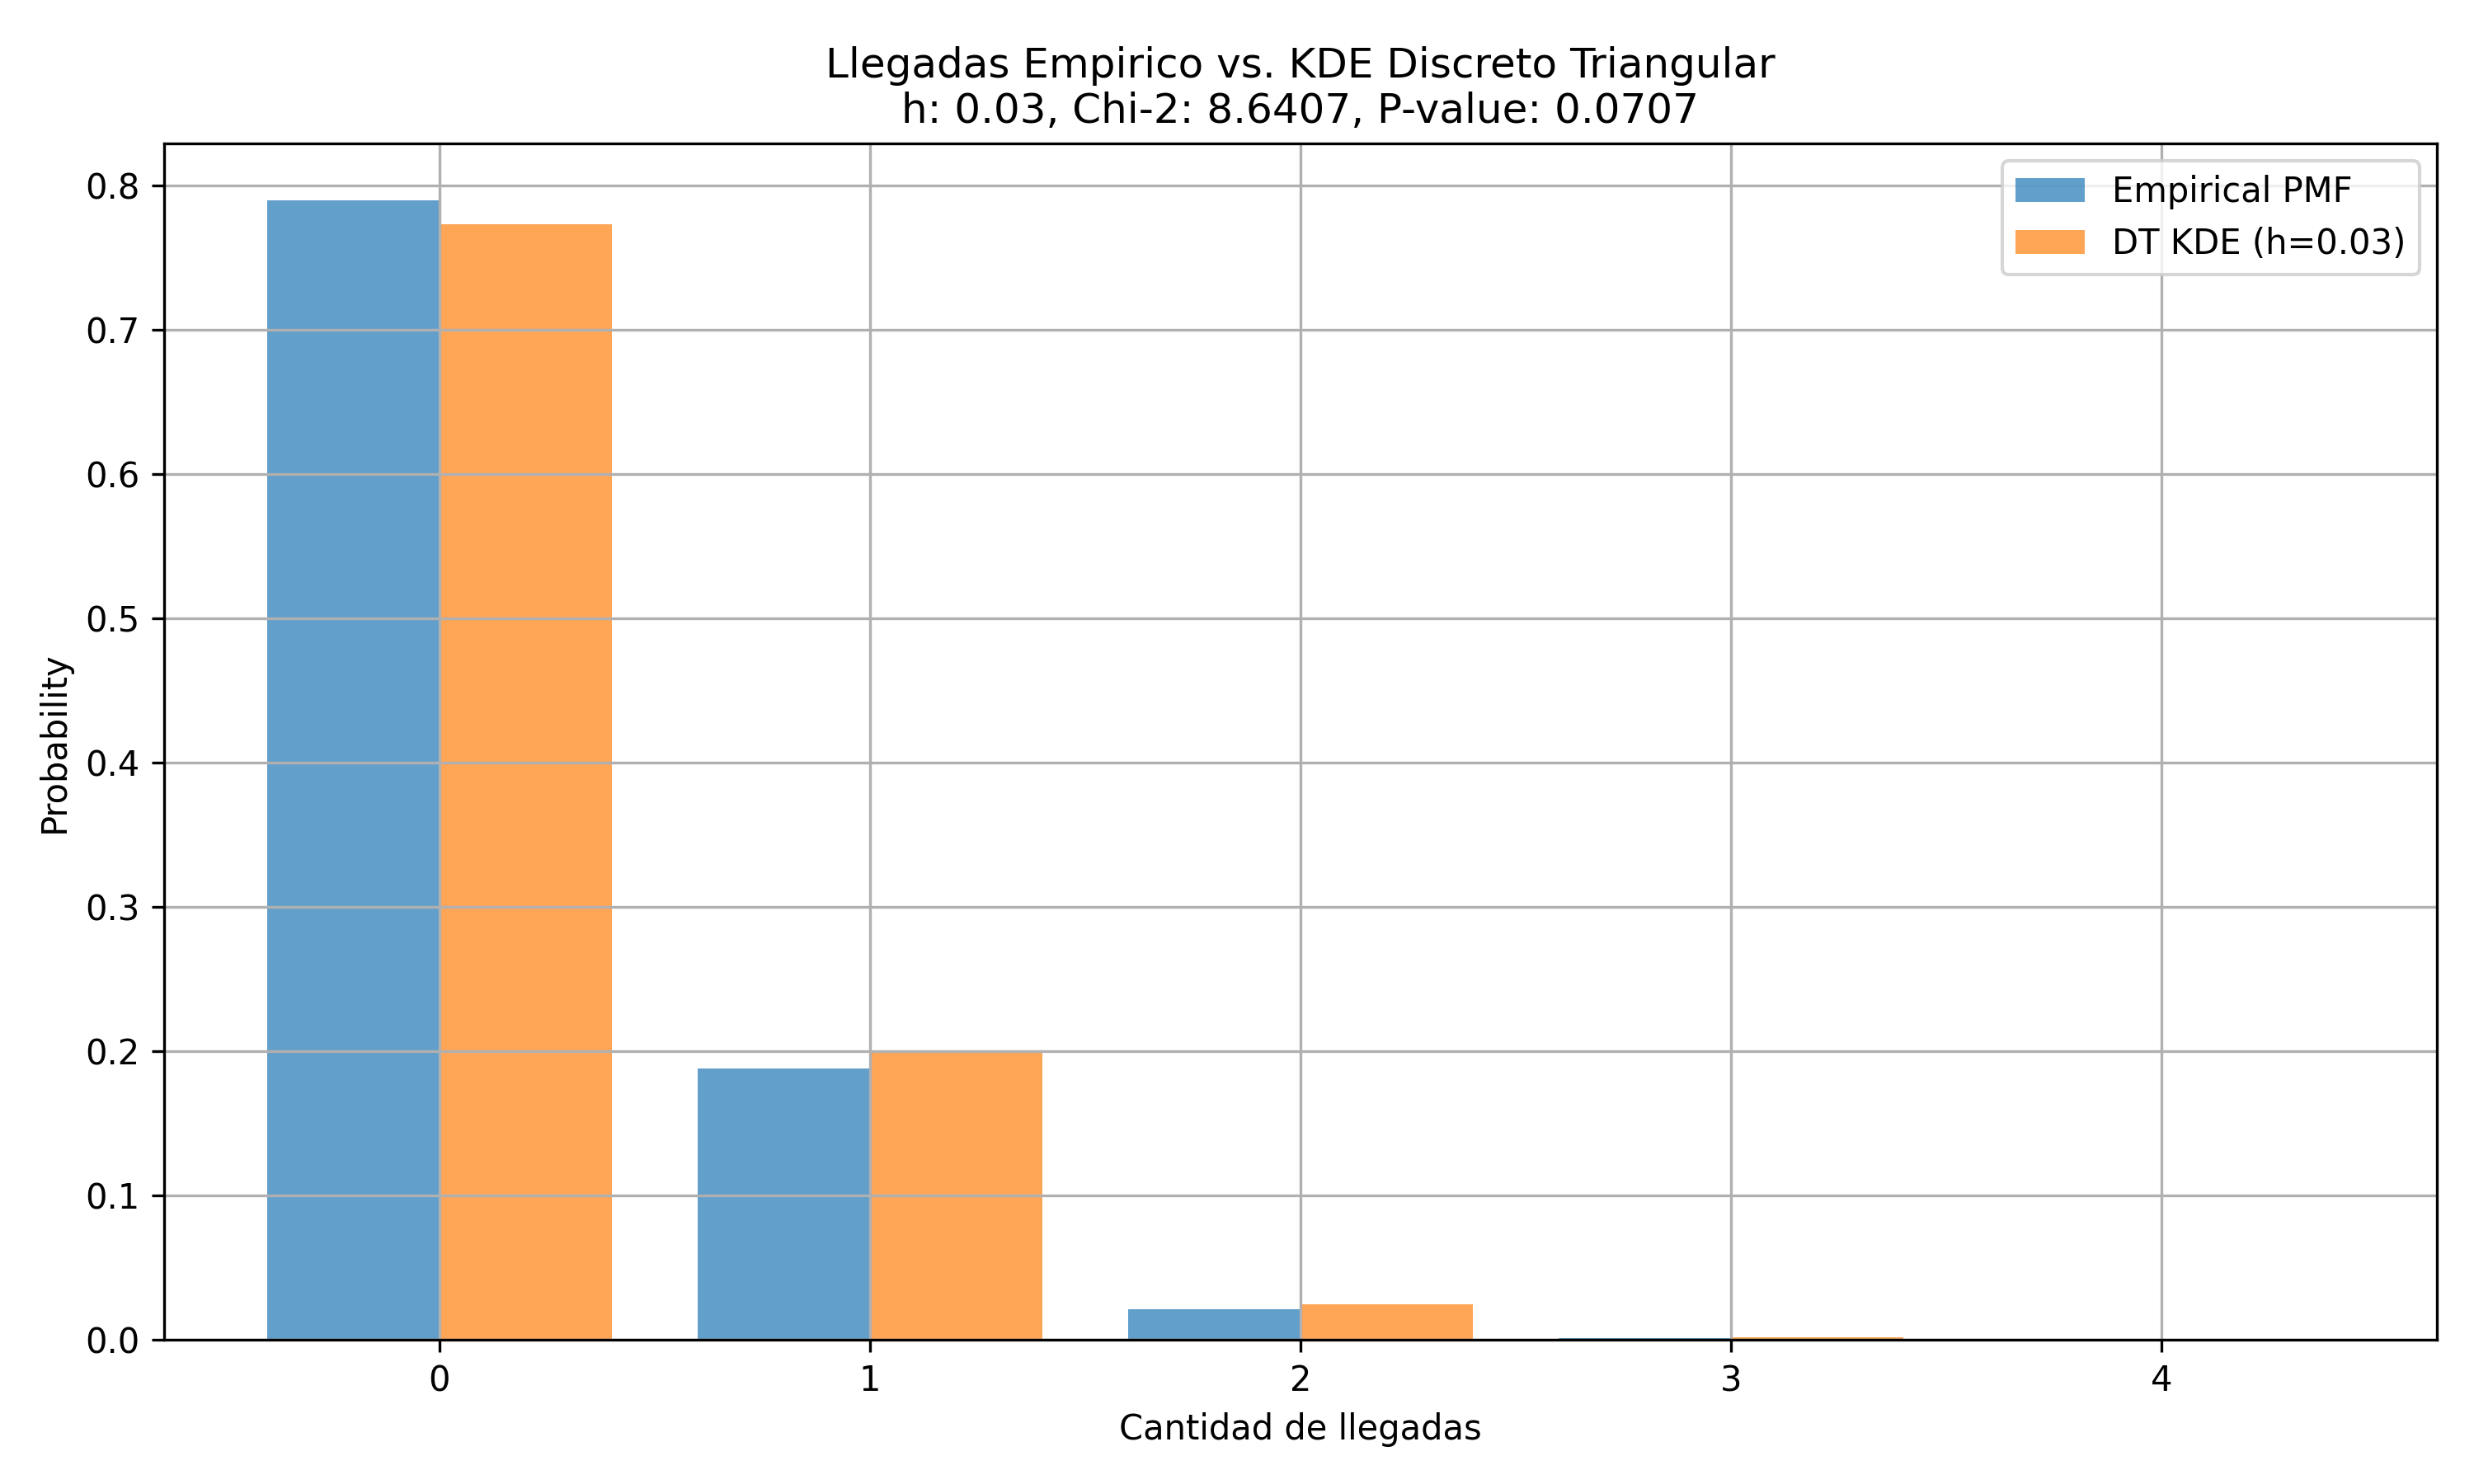 Llegadas Empirico vs. KDE Discreto Triangular
h: 0.03, Chi-2: 8.6407, P-value: 0.0707
Empirical PMF
DT KDE (h=0.03)
Probability
0.8
0.7
0.6
0.5
0.4
0.3
0.2
0.1
0.0
0 1 2 3 4
Cantidad de llegadas